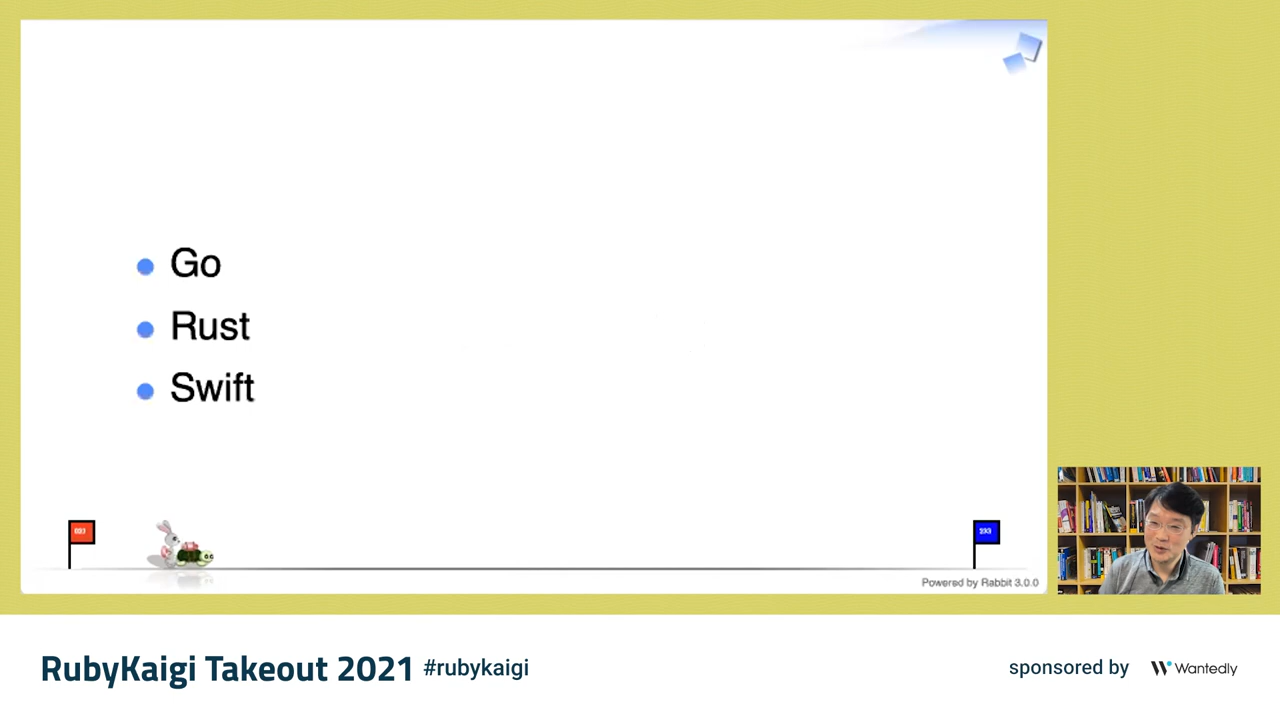 Go
Rust
Swift
Powered by Rabbit 3.0.0
RubyKaigi Takeout 2021 #rubykaigi
sponsored by Wantedly